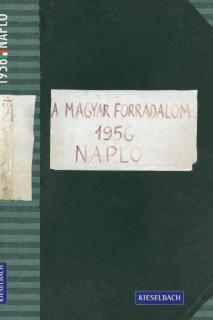 1956 NAPLÓ
A MAGYAR FORRADALOM
1956
NAPLÓ
KIESELBACH
KIESELBACH